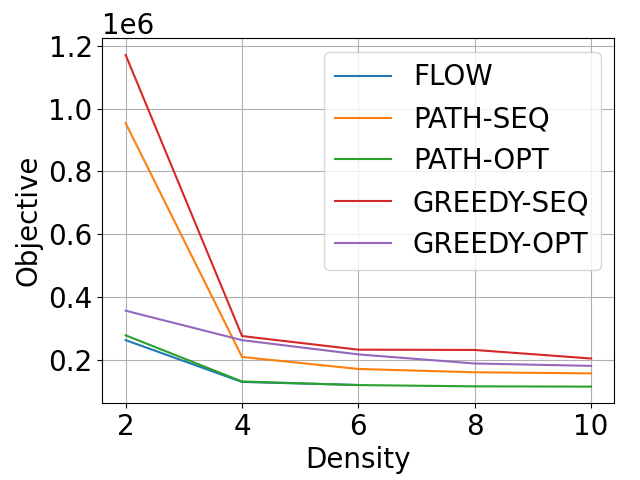 1e6
1.2
1.0
0.8
0.6
0.4
0.2
Objective
FLOW
PATH-SEQ
PATH-OPT
GREEDY-SEQ
GREEDY-OPT
2 4 6 8 10
Density